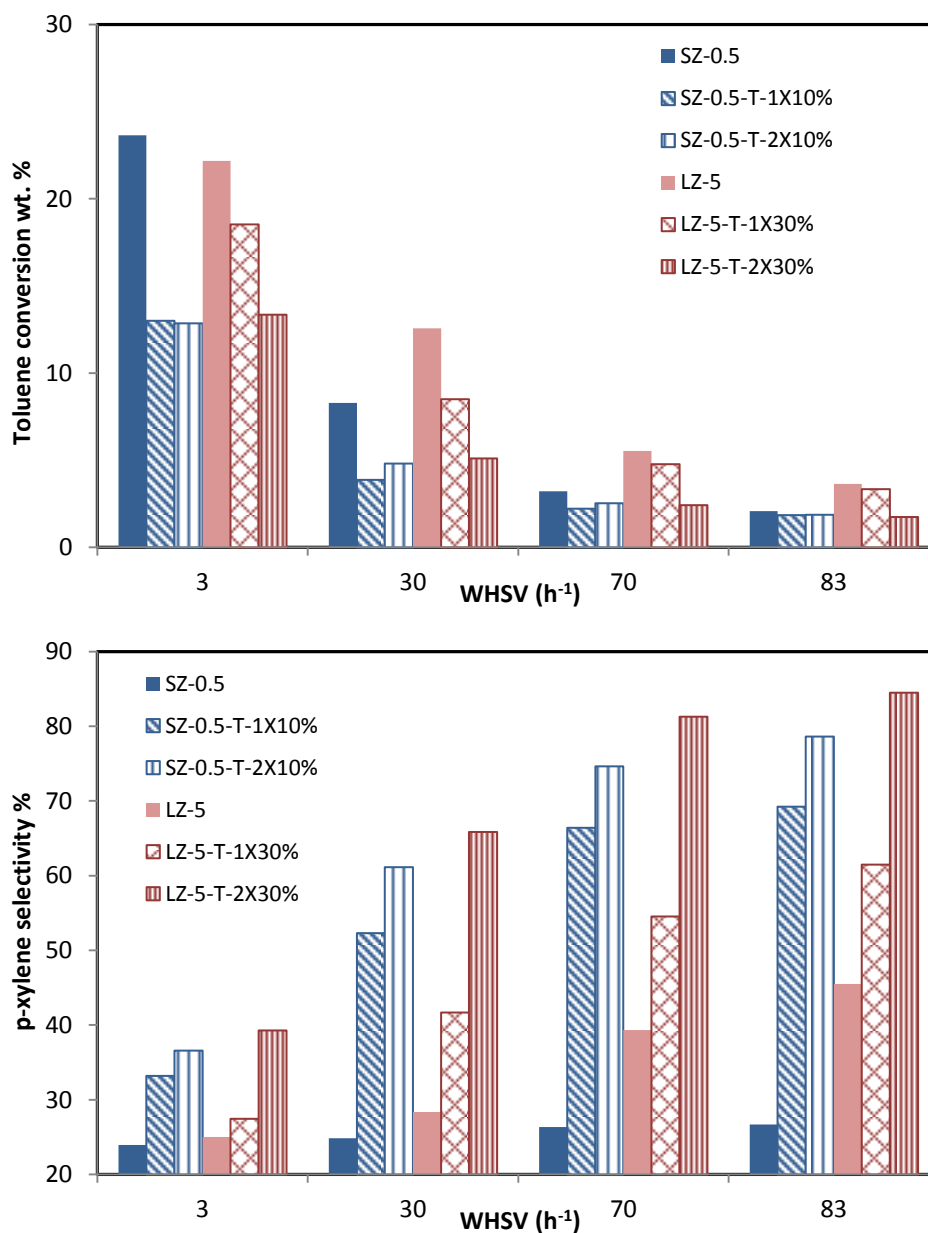 30
20
10
0
Toluene conversion wt. %
SZ-0.5
SZ-0.5-T-1X10%
SZ-0.5-T-2X10%
LZ-5
LZ-5-T-1X30%
LZ-5-T-2X30%
3 30 70 83
WHSV (h⁻¹)
90
80
70
60
50
40
30
20
p-xylene selectivity %
SZ-0.5
SZ-0.5-T-1X10%
SZ-0.5-T-2X10%
LZ-5
LZ-5-T-1X30%
LZ-5-T-2X30%
3 30 70 83
WHSV (h⁻¹)